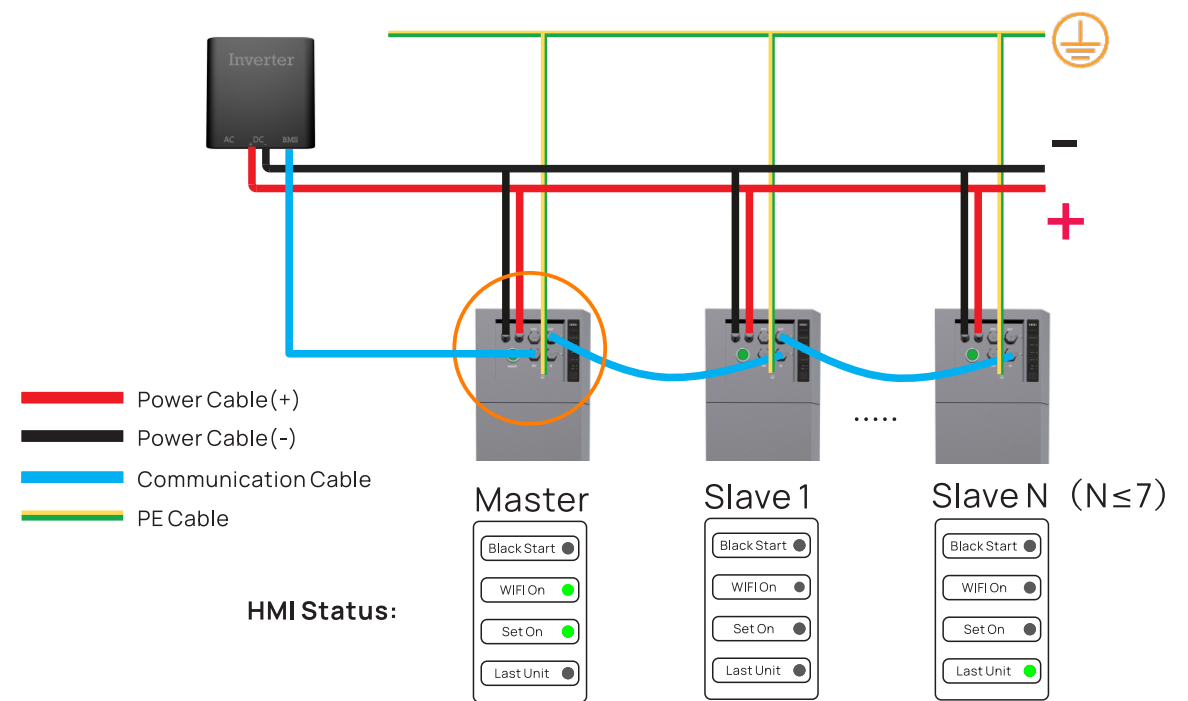 Inverter
AC
DC
BMS
-
+
Power Cable(+)
Power Cable(-)
Communication Cable
PE Cable
.....
Master
Slave 1
Slave N (N≤7)
HMI Status:
Black Start
WIFI On
Set On
Last Unit
Black Start
WIFI On
Set On
Last Unit
Black Start
WIFI On
Set On
Last Unit